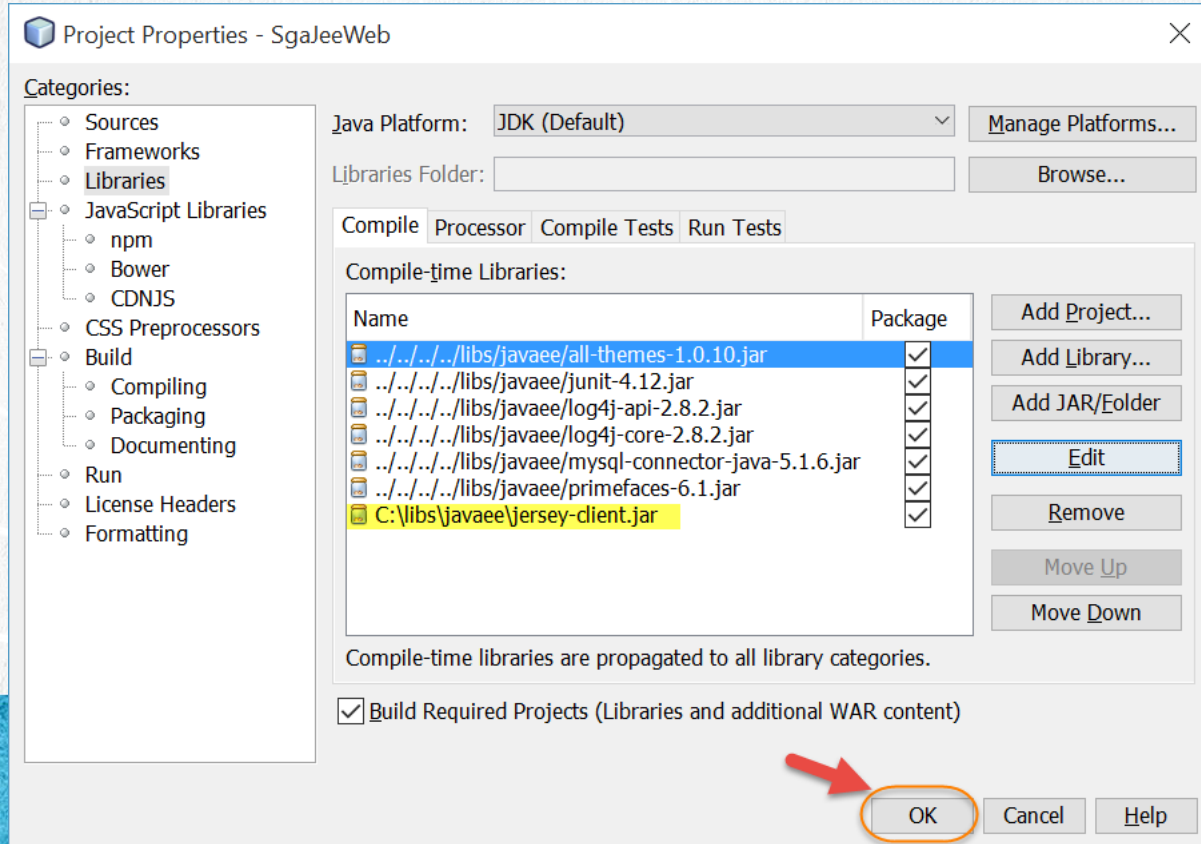 Project Properties - SgaJeeWeb
Categories:
Sources
Frameworks
Libraries
JavaScript Libraries
npm
Bower
CDNJS
CSS Preprocessors
Build
Compiling
Packaging
Documenting
Run
License Headers
Formatting
Java Platform: JDK (Default) Manage Platforms...
Libraries Folder: Browse...
Compile Processor Compile Tests Run Tests
Compile-time Libraries:
Name Package
../../../../libs/javaee/all-themes-1.0.10.jar
../../../../libs/javaee/junit-4.12.jar
../../../../libs/javaee/log4j-api-2.8.2.jar
../../../../libs/javaee/log4j-core-2.8.2.jar
../../../../libs/javaee/mysql-connector-java-5.1.6.jar
../../../../libs/javaee/primefaces-6.1.jar
C:\libs\javaee\jersey-client.jar
Add Project...
Add Library...
Add JAR/Folder
Edit
Remove
Move Up
Move Down
Compile-time libraries are propagated to all library categories.
Build Required Projects (Libraries and additional WAR content)
OK Cancel Help